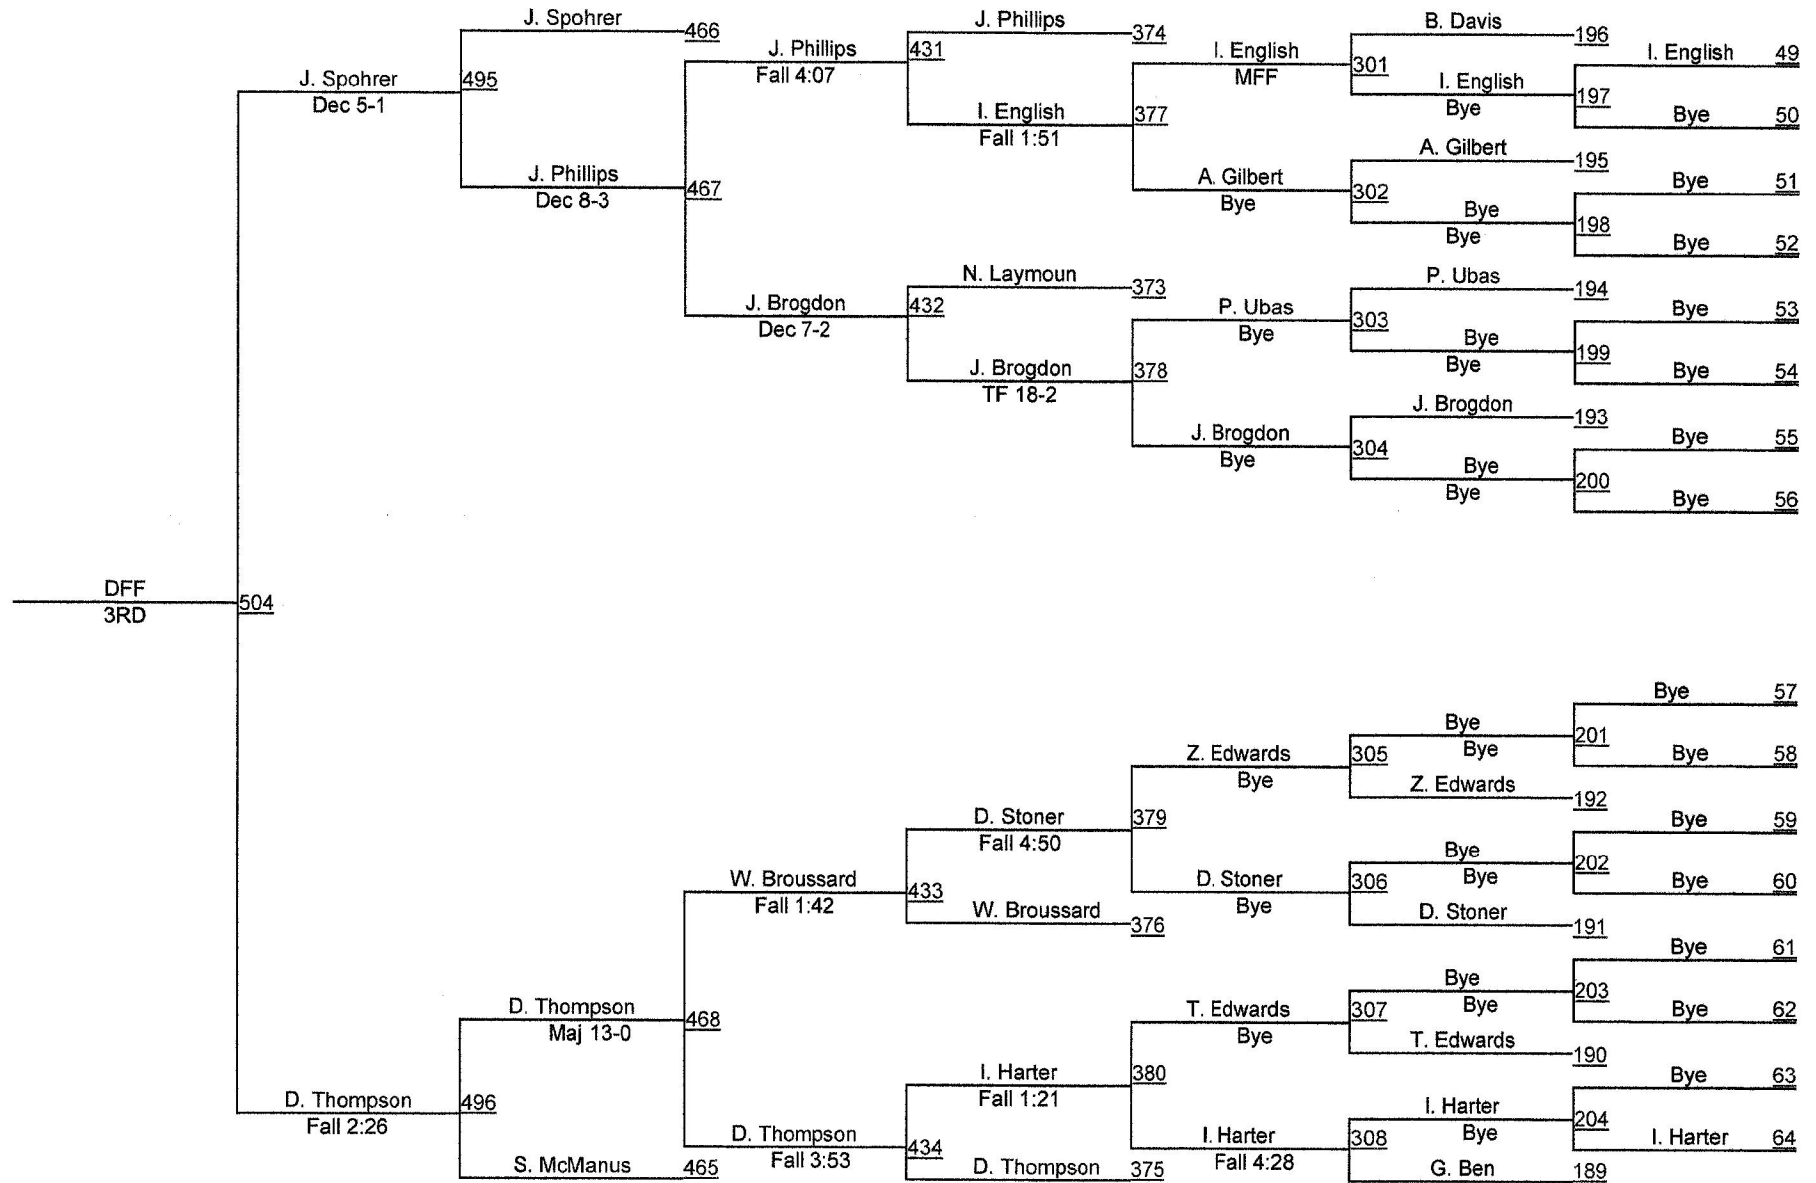 J. Spohrer
466
J. Spohrer
Dec 5-1
495
J. Phillips
Dec 8-3
467
J. Phillips
Fall 4:07
431
J. Phillips
374
I. English
Fall 1:51
377
I. English
MFF
301
B. Davis
196
I. English
Bye
197
I. English 49
Bye 50
A. Gilbert
Bye
302
A. Gilbert
195
Bye
Bye
198
Bye 51
Bye 52
J. Brogdon
Dec 7-2
432
N. Laymoun
373
J. Brogdon
TF 18-2
378
P. Ubas
Bye
303
P. Ubas
194
Bye
Bye
199
Bye 53
Bye 54
J. Brogdon
Bye
304
J. Brogdon
193
Bye
Bye
200
Bye 55
Bye 56
DFF
3RD
504
D. Thompson
Fall 2:26
496
D. Thompson
Maj 13-0
468
W. Broussard
Fall 1:42
433
D. Stoner
Fall 4:50
379
Z. Edwards
Bye
305
Bye
Bye
201
Bye 57
Bye 58
Z. Edwards
192
D. Stoner
Bye
306
Bye
Bye
202
Bye 59
Bye 60
D. Stoner
191
W. Broussard
376
D. Thompson
Fall 3:53
434
I. Harter
Fall 1:21
380
T. Edwards
Bye
307
Bye
Bye
203
Bye 61
Bye 62
T. Edwards
190
I. Harter
Fall 4:28
308
I. Harter
Bye
204
Bye 63
I. Harter 64
G. Ben
189
D. Thompson
375
S. McManus
465